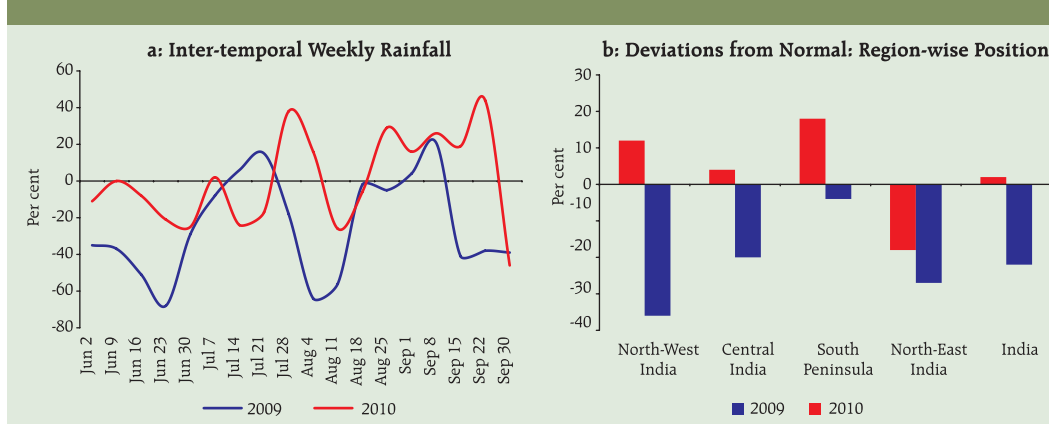 a: Inter-temporal Weekly Rainfall
60
40
20
0
-20
-40
-60
-80
Per cent
Jun 2
Jun 9
Jun 16
Jun 23
Jun 30
Jul 7
Jul 14
Jul 21
Jul 28
Aug 4
Aug 11
Aug 18
Aug 25
Sep 1
Sep 8
Sep 15
Sep 22
Sep 30
2009 2010
b: Deviations from Normal: Region-wise Position
30
20
10
0
-10
-20
-30
-40
Per cent
North-West
India
Central
India
South
Peninsula
North-East
India
India
2009 2010